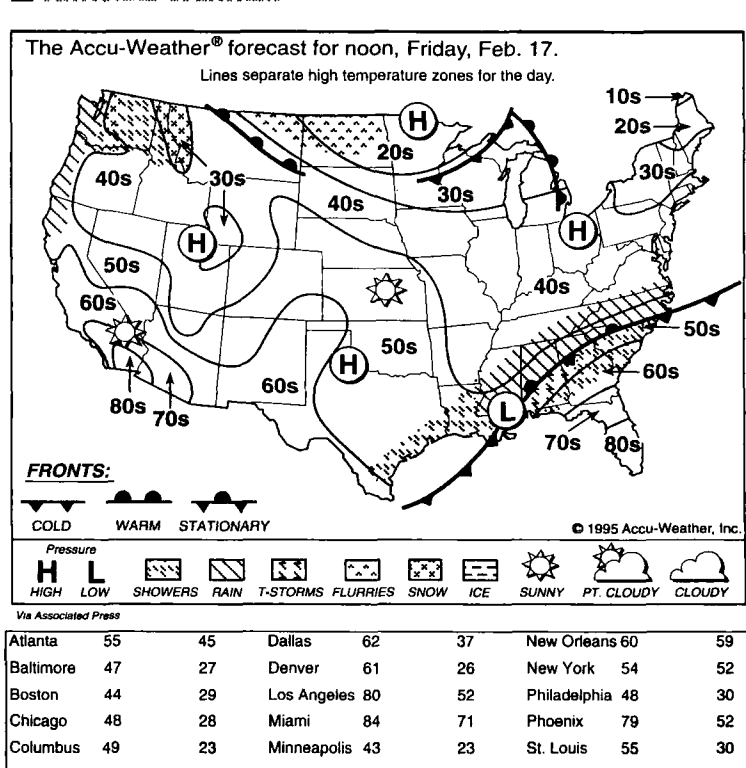 The Accu-Weather® forecast for noon, Friday, Feb. 17.
Lines separate high temperature zones for the day.
10s
20s
H
20s
30s
40s
30s
40s
30s
H
H
50s
40s
60s
50s
50s
H
60s
60s
80s
70s
L
70s
80s
FRONTS:
COLD WARM STATIONARY
© 1995 Accu-Weather, Inc.
Pressure
H L
HIGH LOW SHOWERS RAIN T-STORMS FLURRIES SNOW ICE SUNNY PT. CLOUDY CLOUDY
Via Associated Press
Atlanta 55 45 Dallas 62 37 New Orleans 60 59
Baltimore 47 27 Denver 61 26 New York 54 52
Boston 44 29 Los Angeles 80 52 Philadelphia 48 30
Chicago 48 28 Miami 84 71 Phoenix 79 52
Columbus 49 23 Minneapolis 43 23 St. Louis 55 30